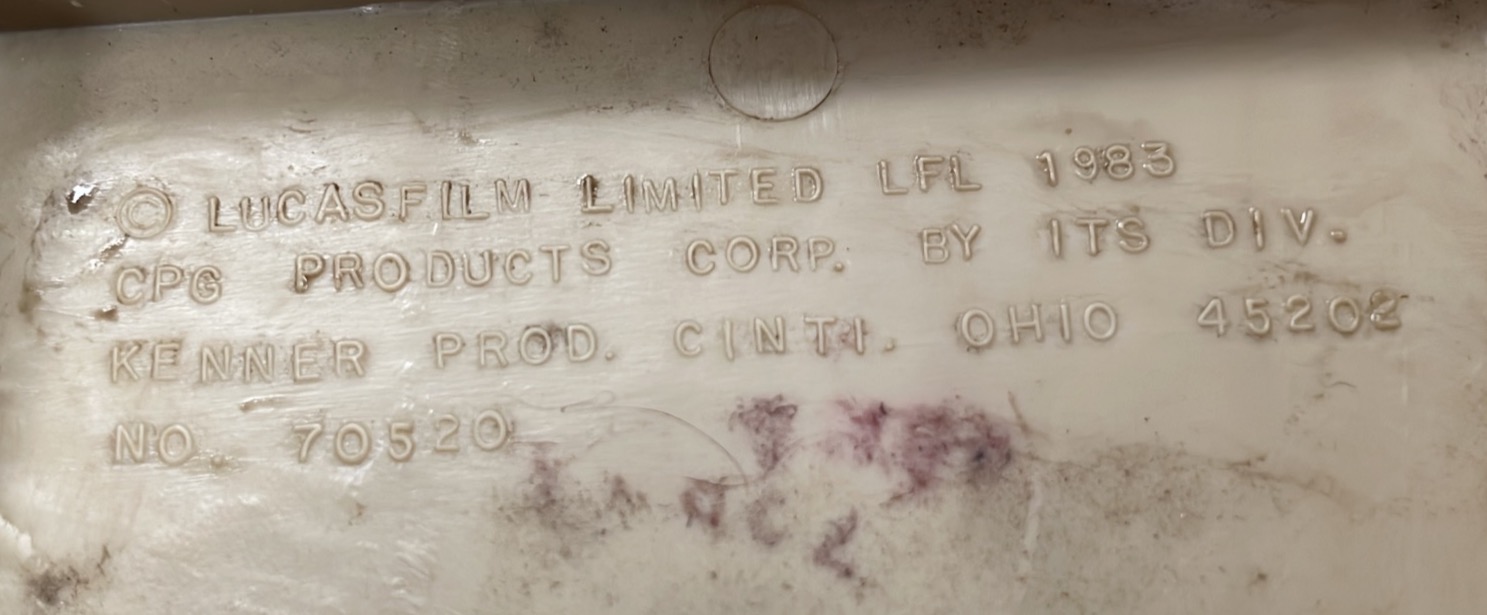 © LUCASFILM LIMITED LFL 1983
CPG PRODUCTS CORP. BY ITS DIV.
KENNER PROD. CINTI. OHIO 45202
NO. 70520